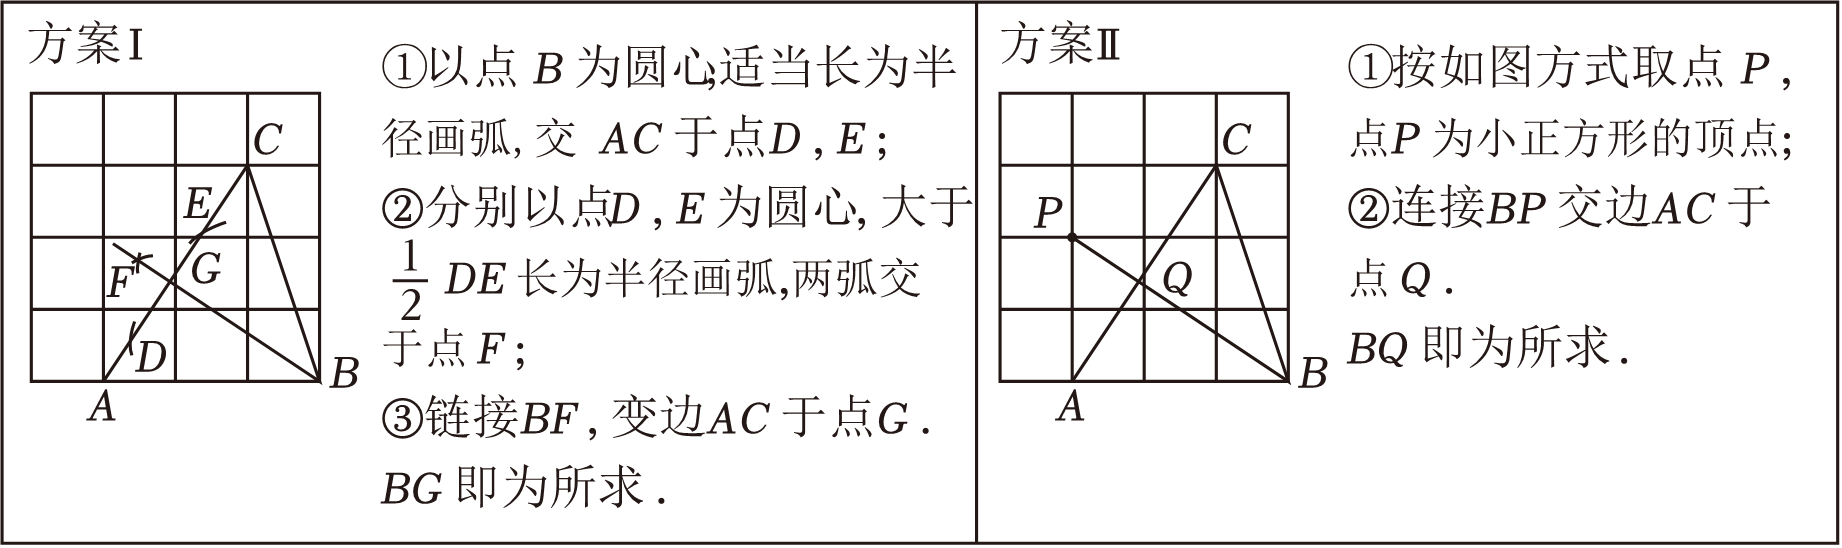 方案Ⅰ
①以点 B 为圆心,适当长为半
径画弧, 交 AC 于点D , E ;
②分别以点D , E 为圆心, 大于
1/2 DE 长为半径画弧,两弧交
于点 F ;
③链接BF , 变边AC 于点G .
BG 即为所求 .
C
E
F
G
D
B
A
方案Ⅱ
①按如图方式取点 P ,
点P 为小正方形的顶点;
②连接BP 交边AC 于
点 Q .
BQ 即为所求 .
C
P
Q
B
A